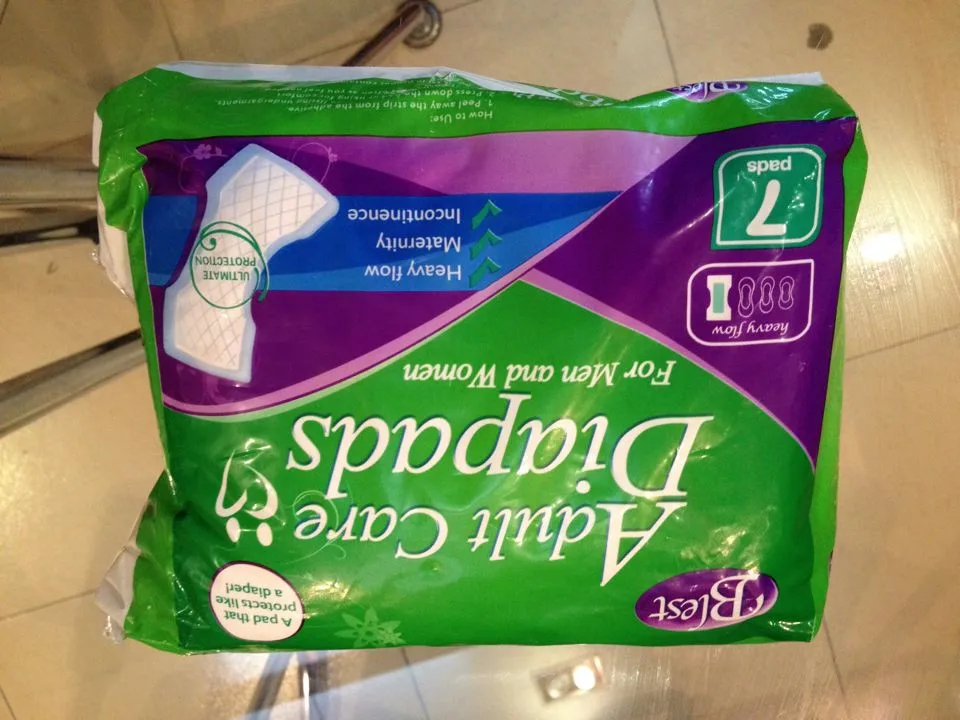 Blest
A pad that
protects like
a diaper!
Adult Care
Diapads
For Men and Women
heavy flow
Heavy flow
Maternity
Incontinence
ULTIMATE
PROTECTION
7
pads
How to Use:
1. Peel away the strip from the adhesive.
Blest